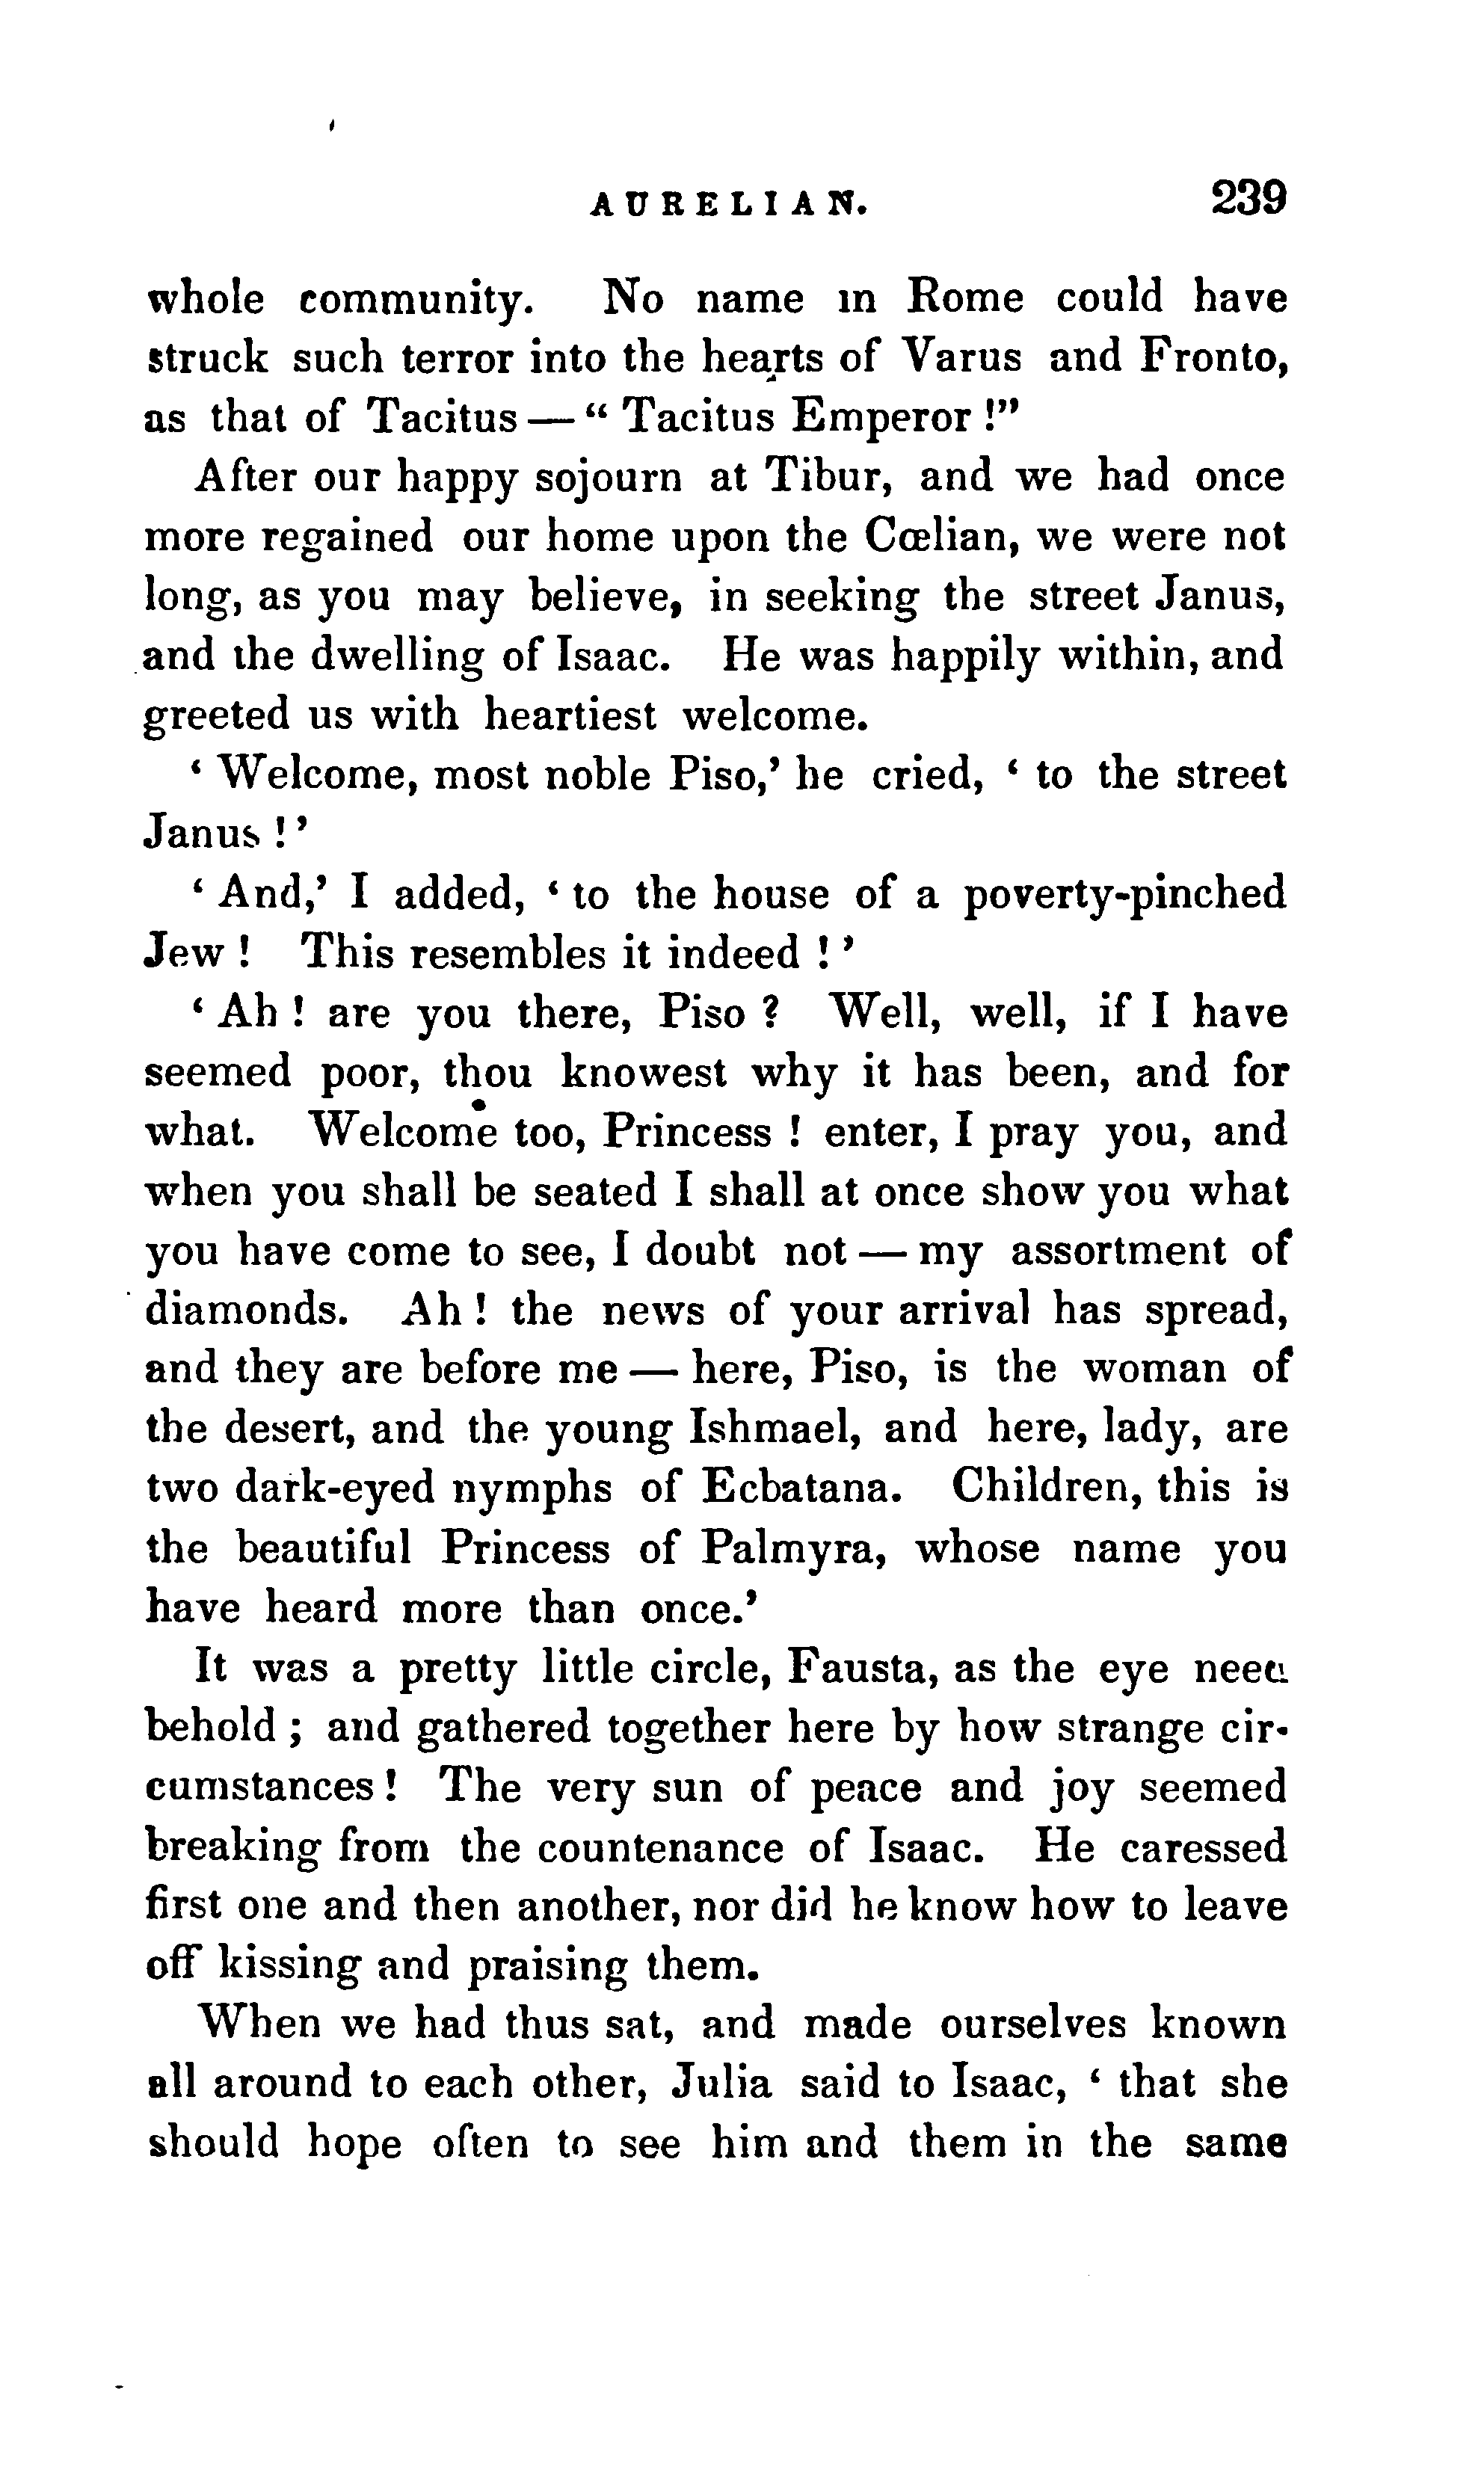 AURELIAN. 239
whole community. No name in Rome could have
struck such terror into the hearts of Varus and Fronto,
as that of Tacitus — “ Tacitus Emperor !”
After our happy sojourn at Tibur, and we had once
more regained our home upon the Cœlian, we were not
long, as you may believe, in seeking the street Janus,
and the dwelling of Isaac. He was happily within, and
greeted us with heartiest welcome.
‘ Welcome, most noble Piso,’ he cried, ‘ to the street
Janus ! ’
‘ And,’ I added, ‘ to the house of a poverty-pinched
Jew ! This resembles it indeed ! ’
‘ Ah ! are you there, Piso ? Well, well, if I have
seemed poor, thou knowest why it has been, and for
what. Welcome too, Princess ! enter, I pray you, and
when you shall be seated I shall at once show you what
you have come to see, I doubt not — my assortment of
diamonds. Ah ! the news of your arrival has spread,
and they are before me — here, Piso, is the woman of
the desert, and the young Ishmael, and here, lady, are
two dark-eyed nymphs of Ecbatana. Children, this is
the beautiful Princess of Palmyra, whose name you
have heard more than once.’
It was a pretty little circle, Fausta, as the eye need
behold ; and gathered together here by how strange cir-
cumstances ! The very sun of peace and joy seemed
breaking from the countenance of Isaac. He caressed
first one and then another, nor did he know how to leave
off kissing and praising them.
When we had thus sat, and made ourselves known
all around to each other, Julia said to Isaac, ‘ that she
should hope often to see him and them in the same